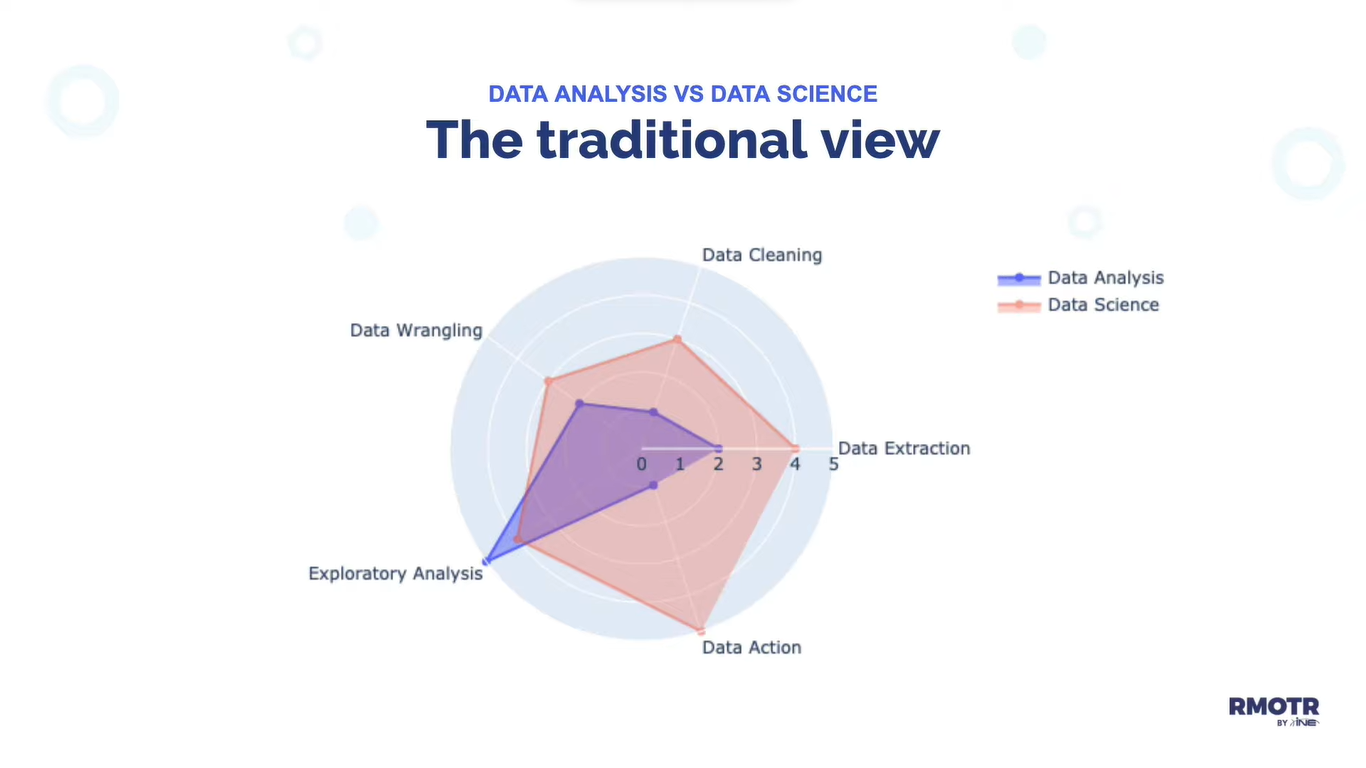 DATA ANALYSIS VS DATA SCIENCE
The traditional view
Data Cleaning
Data Analysis
Data Science
Data Wrangling
Data Extraction
0 1 2 3 4 5
Exploratory Analysis
Data Action
RMOTR
BY INE